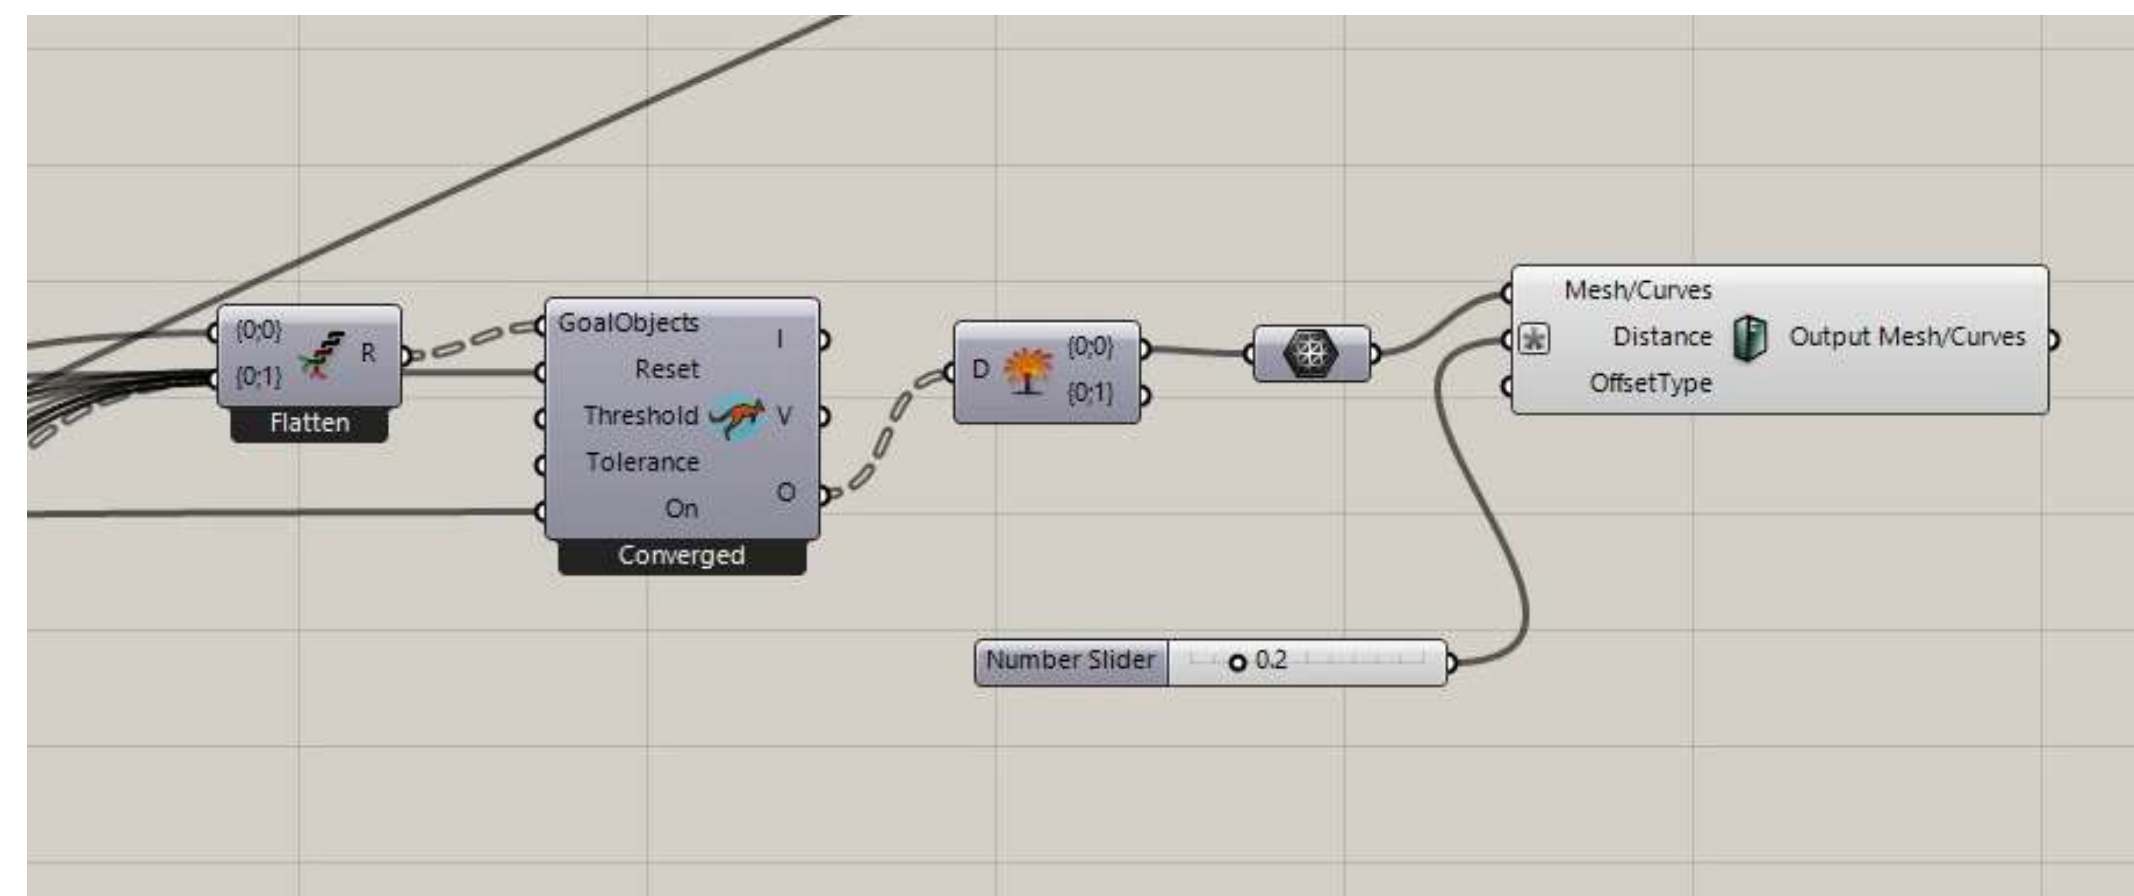 {0;0}
{0;1}
R
Flatten
GoalObjects
Reset
Threshold
Tolerance
On
I
V
O
Converged
D
{0;0}
{0;1}
Mesh/Curves
Distance
OffsetType
Output Mesh/Curves
Number Slider
0.2